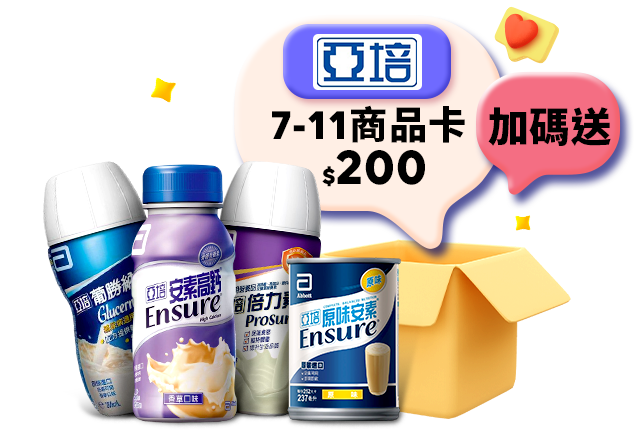 亞培
7-11商品卡
$200
加碼送
亞培
葡勝納
Glucerna
亞培
安素高鈣
Ensure
High Calcium
香草口味
亞培
倍力素
ProSure
Abbott
原味
亞培
原味安素
Ensure
237毫升